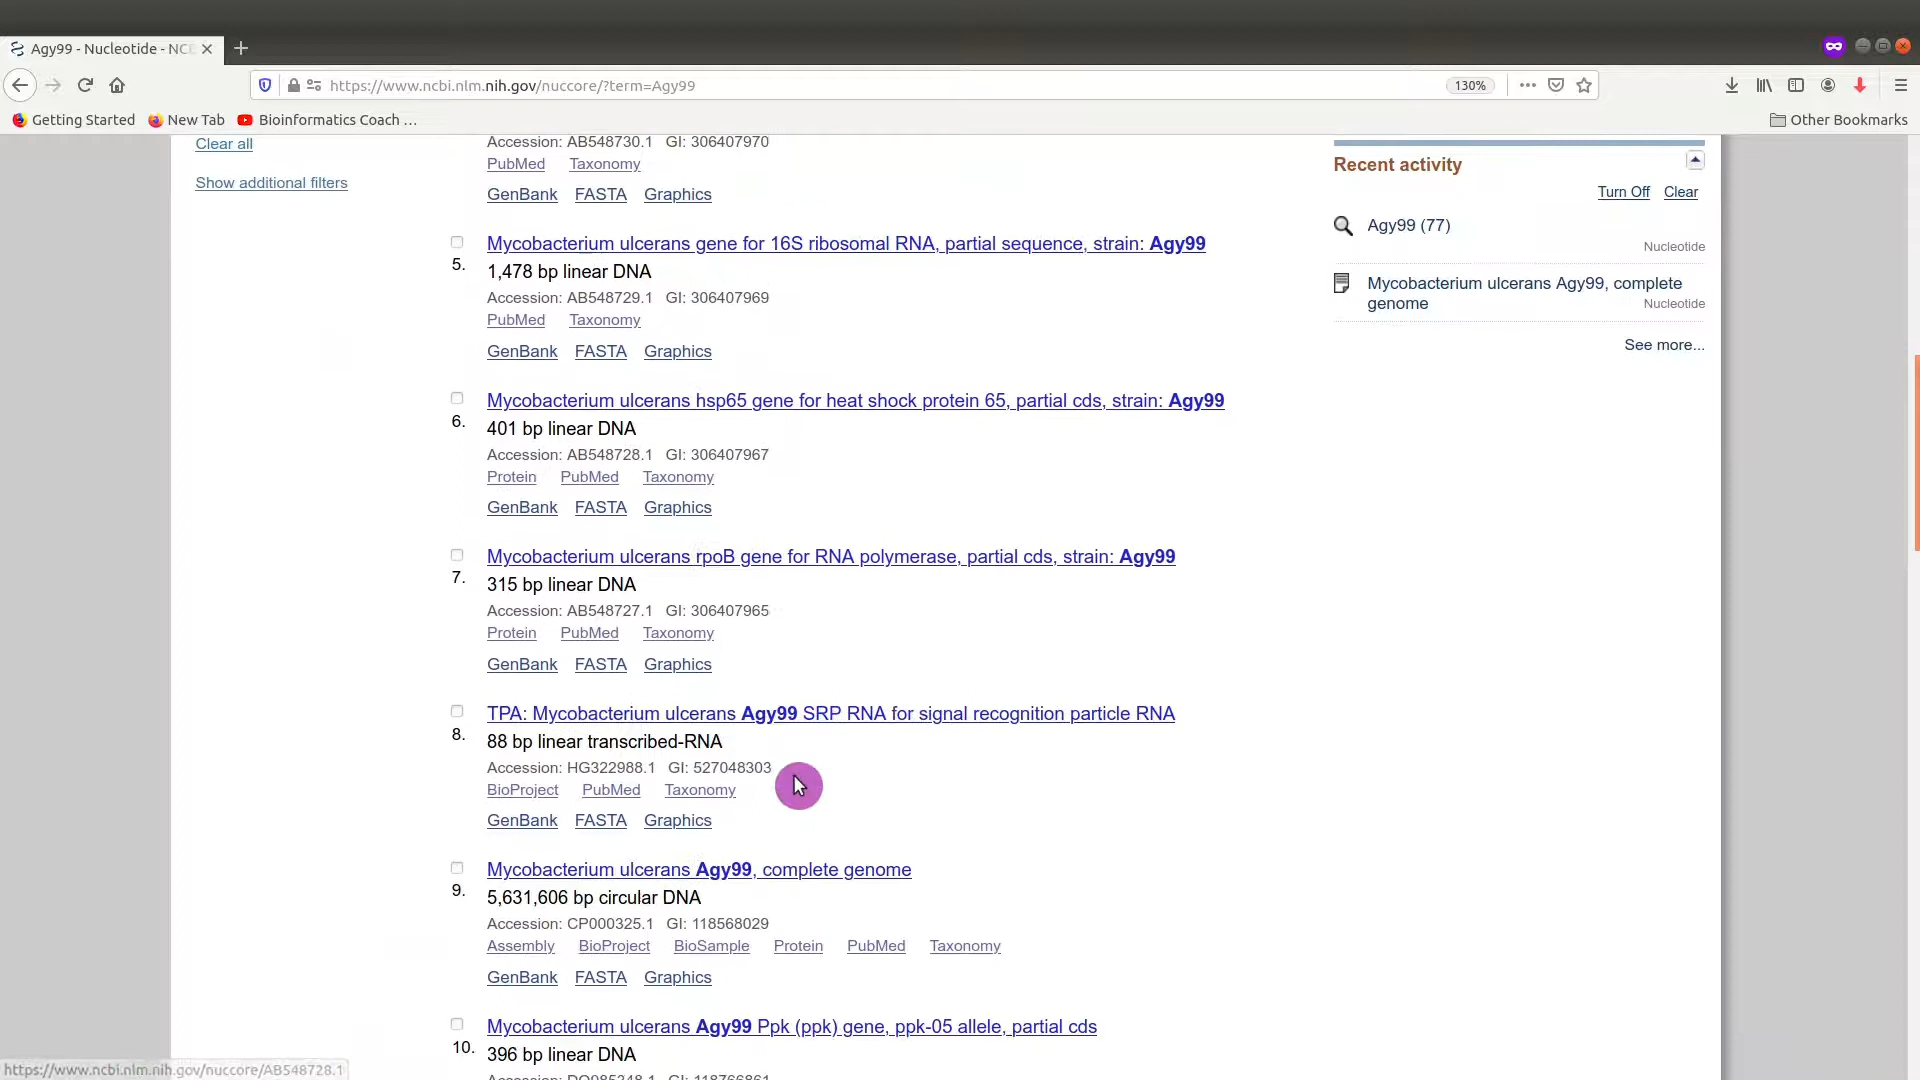 Agy99 - Nucleotide - NCB
https://www.ncbi.nlm.nih.gov/nuccore/?term=Agy99
130%
Getting Started
New Tab
Bioinformatics Coach …
Other Bookmarks
Clear all
Show additional filters
Accession: AB548730.1 GI: 306407970
PubMed Taxonomy
GenBank FASTA Graphics
Mycobacterium ulcerans gene for 16S ribosomal RNA, partial sequence, strain: Agy99
5.
1,478 bp linear DNA
Accession: AB548729.1 GI: 306407969
PubMed Taxonomy
GenBank FASTA Graphics
Mycobacterium ulcerans hsp65 gene for heat shock protein 65, partial cds, strain: Agy99
6.
401 bp linear DNA
Accession: AB548728.1 GI: 306407967
Protein PubMed Taxonomy
GenBank FASTA Graphics
Mycobacterium ulcerans rpoB gene for RNA polymerase, partial cds, strain: Agy99
7.
315 bp linear DNA
Accession: AB548727.1 GI: 306407965
Protein PubMed Taxonomy
GenBank FASTA Graphics
TPA: Mycobacterium ulcerans Agy99 SRP RNA for signal recognition particle RNA
8.
88 bp linear transcribed-RNA
Accession: HG322988.1 GI: 527048303
BioProject PubMed Taxonomy
GenBank FASTA Graphics
Mycobacterium ulcerans Agy99, complete genome
9.
5,631,606 bp circular DNA
Accession: CP000325.1 GI: 118568029
Assembly BioProject BioSample Protein PubMed Taxonomy
GenBank FASTA Graphics
Mycobacterium ulcerans Agy99 Ppk (ppk) gene, ppk-05 allele, partial cds
10.
396 bp linear DNA
Recent activity
Turn Off Clear
Agy99 (77)
Nucleotide
Mycobacterium ulcerans Agy99, complete
genome
Nucleotide
See more...
https://www.ncbi.nlm.nih.gov/nuccore/AB548728.1